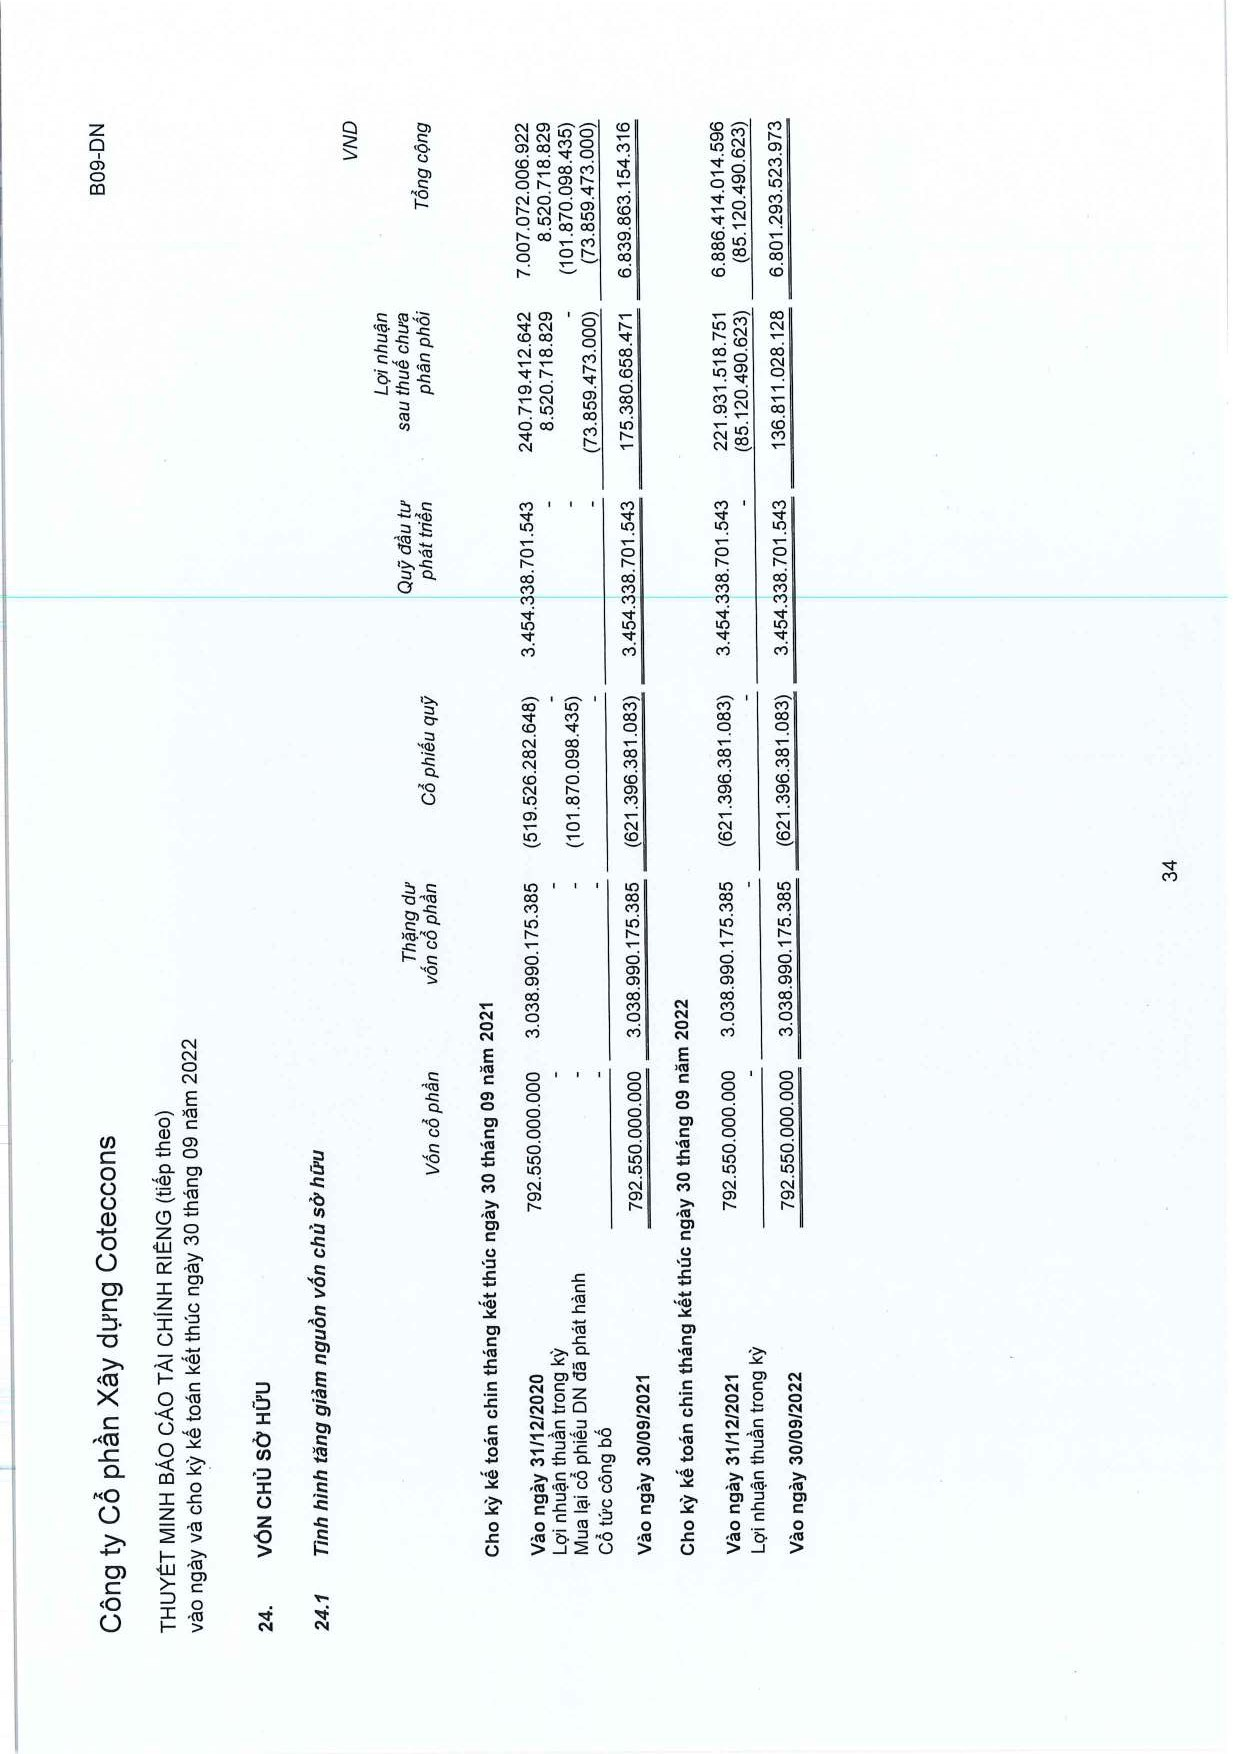 Công ty Cổ phần Xây dựng Coteccons
B09-DN
THUYẾT MINH BÁO CÁO TÀI CHÍNH RIÊNG (tiếp theo)
vào ngày và cho kỳ kế toán kết thúc ngày 30 tháng 09 năm 2022
24. VỐN CHỦ SỞ HỮU
24.1 Tình hình tăng giảm nguồn vốn chủ sở hữu
VND
Vốn cổ phần Thặng dư vốn cổ phần Cổ phiếu quỹ Quỹ đầu tư phát triển Lợi nhuận sau thuế chưa phân phối Tổng cộng
Cho kỳ kế toán chín tháng kết thúc ngày 30 tháng 09 năm 2021
Vào ngày 31/12/2020 792.550.000.000 3.038.990.175.385 (519.526.282.648) 3.454.338.701.543 240.719.412.642 7.007.072.006.922
Lợi nhuận thuần trong kỳ - - - - 8.520.718.829 8.520.718.829
Mua lại cổ phiếu DN đã phát hành - - (101.870.098.435) - - (101.870.098.435)
Cổ tức công bố - - - - (73.859.473.000) (73.859.473.000)
Vào ngày 30/09/2021 792.550.000.000 3.038.990.175.385 (621.396.381.083) 3.454.338.701.543 175.380.658.471 6.839.863.154.316
Cho kỳ kế toán chín tháng kết thúc ngày 30 tháng 09 năm 2022
Vào ngày 31/12/2021 792.550.000.000 3.038.990.175.385 (621.396.381.083) 3.454.338.701.543 221.931.518.751 6.886.414.014.596
Lợi nhuận thuần trong kỳ - - - - (85.120.490.623) (85.120.490.623)
Vào ngày 30/09/2022 792.550.000.000 3.038.990.175.385 (621.396.381.083) 3.454.338.701.543 136.811.028.128 6.801.293.523.973
34